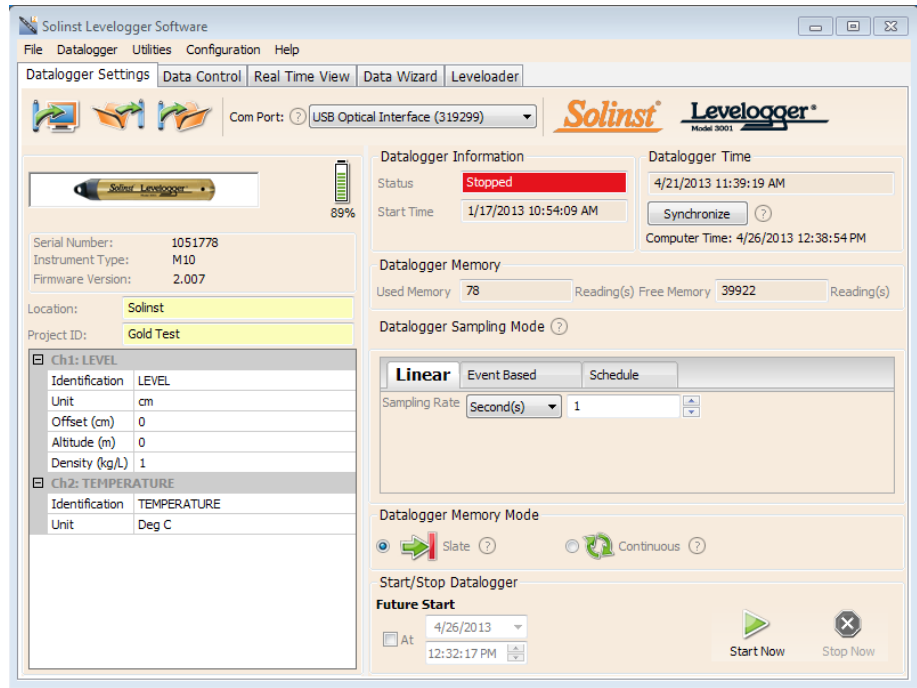 Solinst Levelogger Software
File Datalogger Utilities Configuration Help
Datalogger Settings Data Control Real Time View Data Wizard Leveloader
Com Port: ? USB Optical Interface (319299)
Solinst Levelogger®
Model 3001
Solinst Levelogger
89%
Serial Number: 1051778
Instrument Type: M10
Firmware Version: 2.007
Location: Solinst
Project ID: Gold Test
Ch1: LEVEL
Identification LEVEL
Unit cm
Offset (cm) 0
Altitude (m) 0
Density (kg/L) 1
Ch2: TEMPERATURE
Identification TEMPERATURE
Unit Deg C
Datalogger Information
Status Stopped
Start Time 1/17/2013 10:54:09 AM
Datalogger Time
4/21/2013 11:39:19 AM
Synchronize ?
Computer Time: 4/26/2013 12:38:54 PM
Datalogger Memory
Used Memory 78 Reading(s) Free Memory 39922 Reading(s)
Datalogger Sampling Mode ?
Linear Event Based Schedule
Sampling Rate Second(s) 1
Datalogger Memory Mode
Slate ? Continuous ?
Start/Stop Datalogger
Future Start
At 4/26/2013
12:32:17 PM
Start Now Stop Now